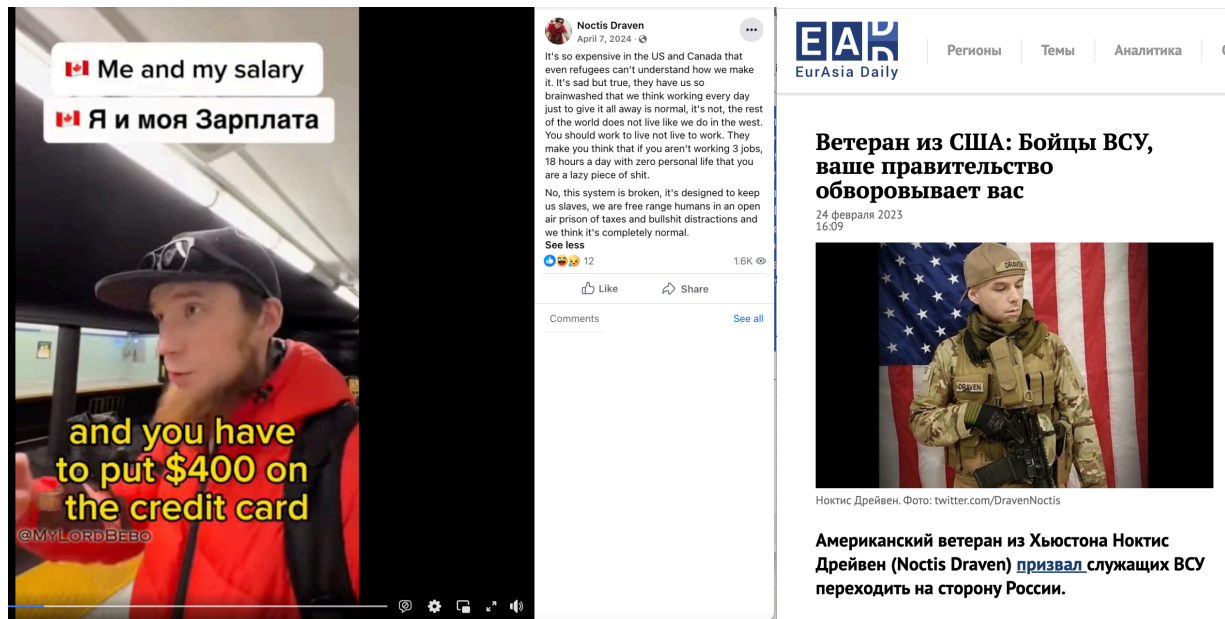 Me and my salary
Я и моя Зарплата
and you have
to put $400 on
the credit card
@MYLORDBEBO
Noctis Draven
April 7, 2024 ·
It's so expensive in the US and Canada that
even refugees can't understand how we make
it. It's sad but true, they have us so
brainwashed that we think working every day
just to give it all away is normal, it's not, the rest
of the world does not live like we do in the west.
You should work to live not live to work. They
make you think that if you aren't working 3 jobs,
18 hours a day with zero personal life that you
are a lazy piece of shit.
No, this system is broken, it's designed to keep
us slaves, we are free range humans in an open
air prison of taxes and bullshit distractions and
we think it's completely normal.
See less
12
1.6K
Like
Share
Comments
See all
EAD
EurAsia Daily
Регионы
Темы
Аналитика
Ветеран из США: Бойцы ВСУ,
ваше правительство
обворовывает вас
24 февраля 2023
16:09
DRAVEN
DRAVEN
Ноктис Дрейвен. Фото: twitter.com/DravenNoctis
Американский ветеран из Хьюстона Ноктис
Дрейвен (Noctis Draven) призвал служащих ВСУ
переходить на сторону России.